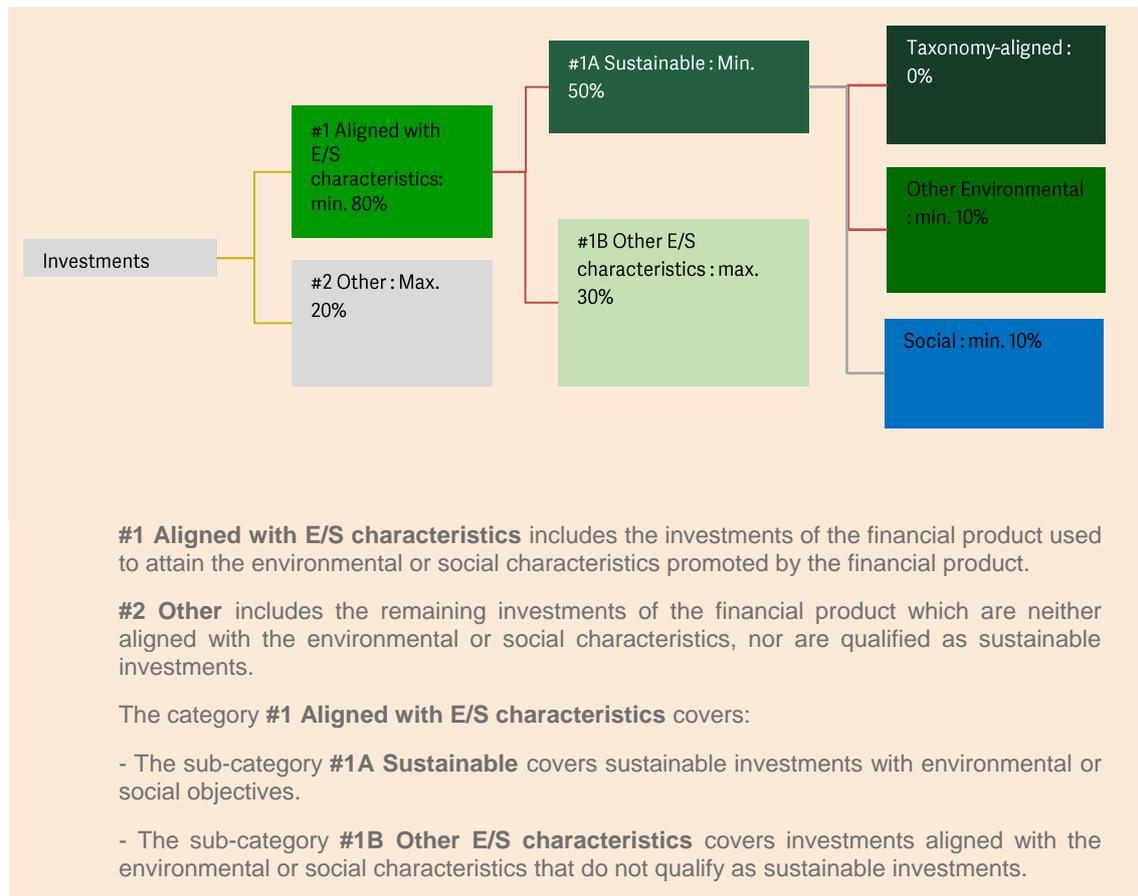 Investments
#1 Aligned with
E/S
characteristics:
min. 80%
#2 Other : Max.
20%
#1A Sustainable : Min.
50%
#1B Other E/S
characteristics : max.
30%
Taxonomy-aligned :
0%
Other Environmental
: min. 10%
Social : min. 10%
#1 Aligned with E/S characteristics includes the investments of the financial product used
to attain the environmental or social characteristics promoted by the financial product.
#2 Other includes the remaining investments of the financial product which are neither
aligned with the environmental or social characteristics, nor are qualified as sustainable
investments.
The category #1 Aligned with E/S characteristics covers:
- The sub-category #1A Sustainable covers sustainable investments with environmental or
social objectives.
- The sub-category #1B Other E/S characteristics covers investments aligned with the
environmental or social characteristics that do not qualify as sustainable investments.